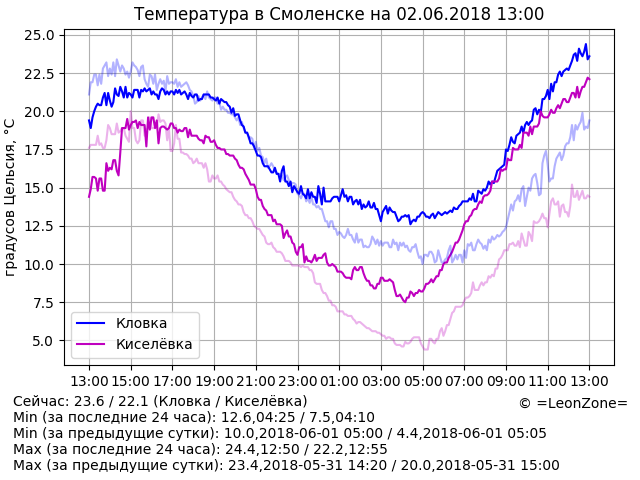 Температура в Смоленске на 02.06.2018 13:00
градусов Цельсия, °C
25.0
22.5
20.0
17.5
15.0
12.5
10.0
7.5
5.0
Кловка
Киселёвка
13:00 15:00 17:00 19:00 21:00 23:00 01:00 03:00 05:00 07:00 09:00 11:00 13:00
Сейчас: 23.6 / 22.1 (Кловка / Киселёвка)
© =LeonZone=
Min (за последние 24 часа): 12.6,04:25 / 7.5,04:10
Min (за предыдущие сутки): 10.0,2018-06-01 05:00 / 4.4,2018-06-01 05:05
Max (за последние 24 часа): 24.4,12:50 / 22.2,12:55
Max (за предыдущие сутки): 23.4,2018-05-31 14:20 / 20.0,2018-05-31 15:00